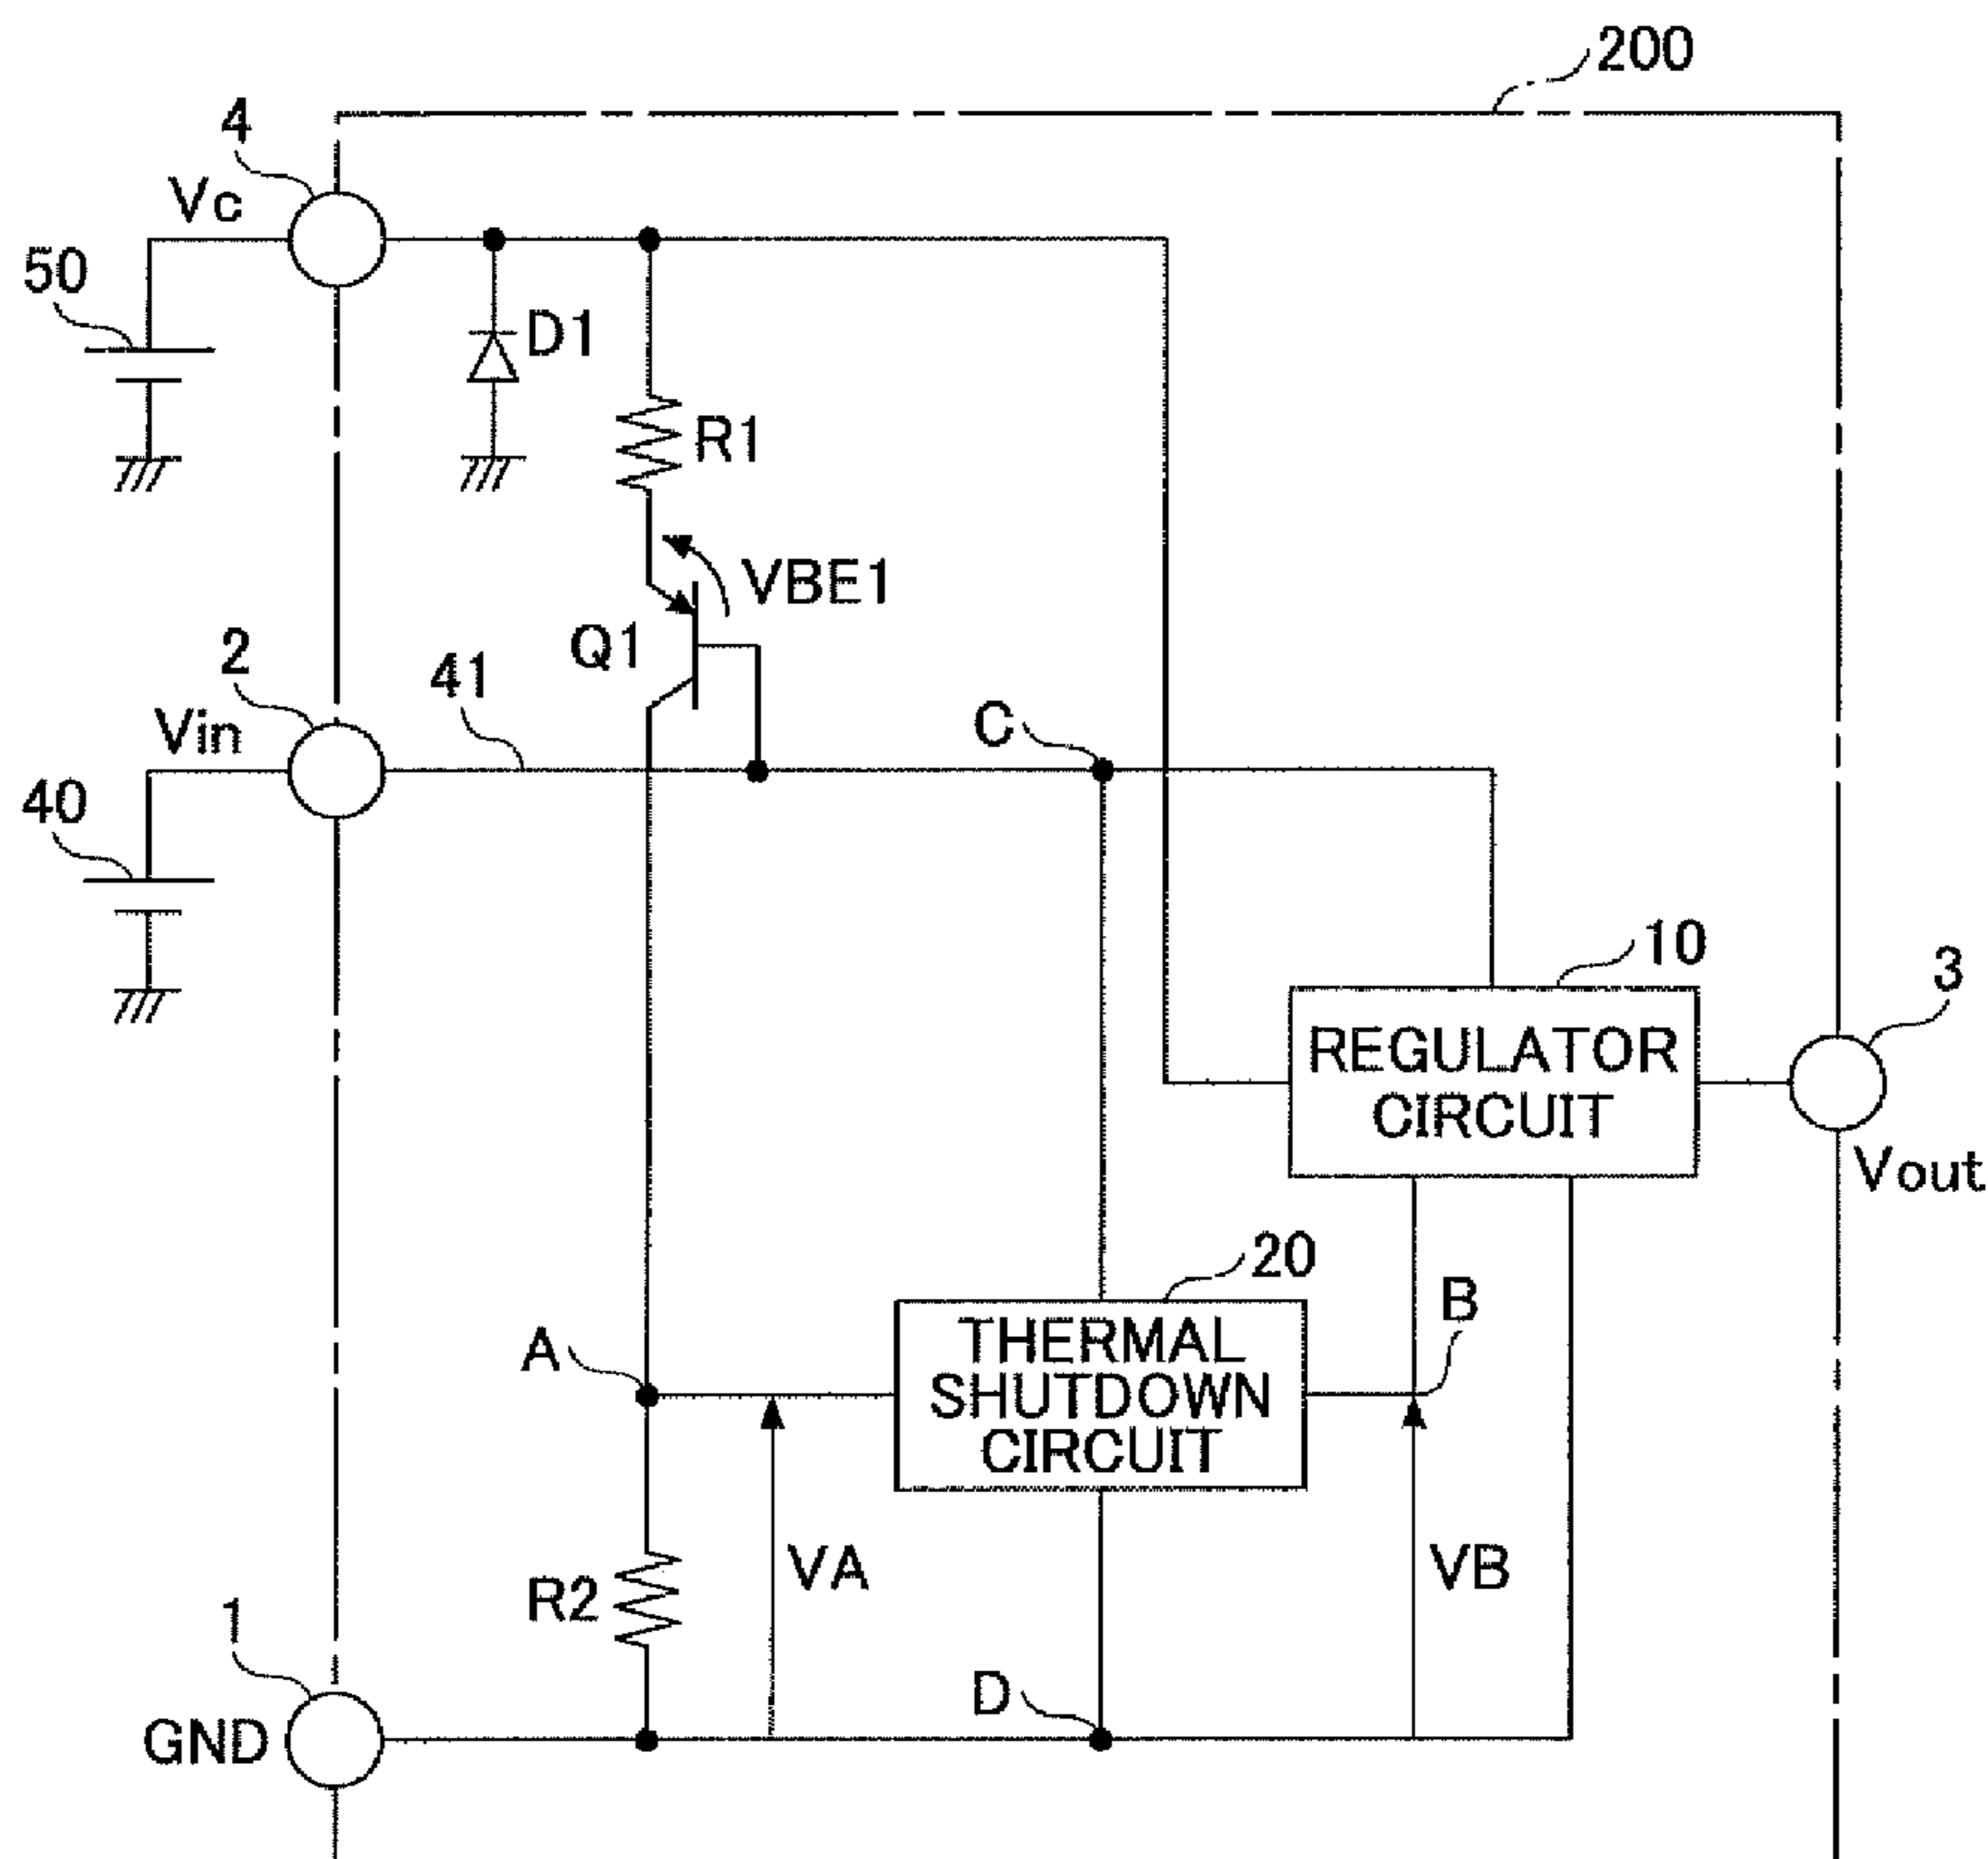 200
4
Vc
50
D1
R1
VBE1
Q1
2
Vin
41
C
40
10
3
REGULATOR
CIRCUIT
Vout
20
B
A
THERMAL
SHUTDOWN
CIRCUIT
VA
VB
R2
1
D
GND